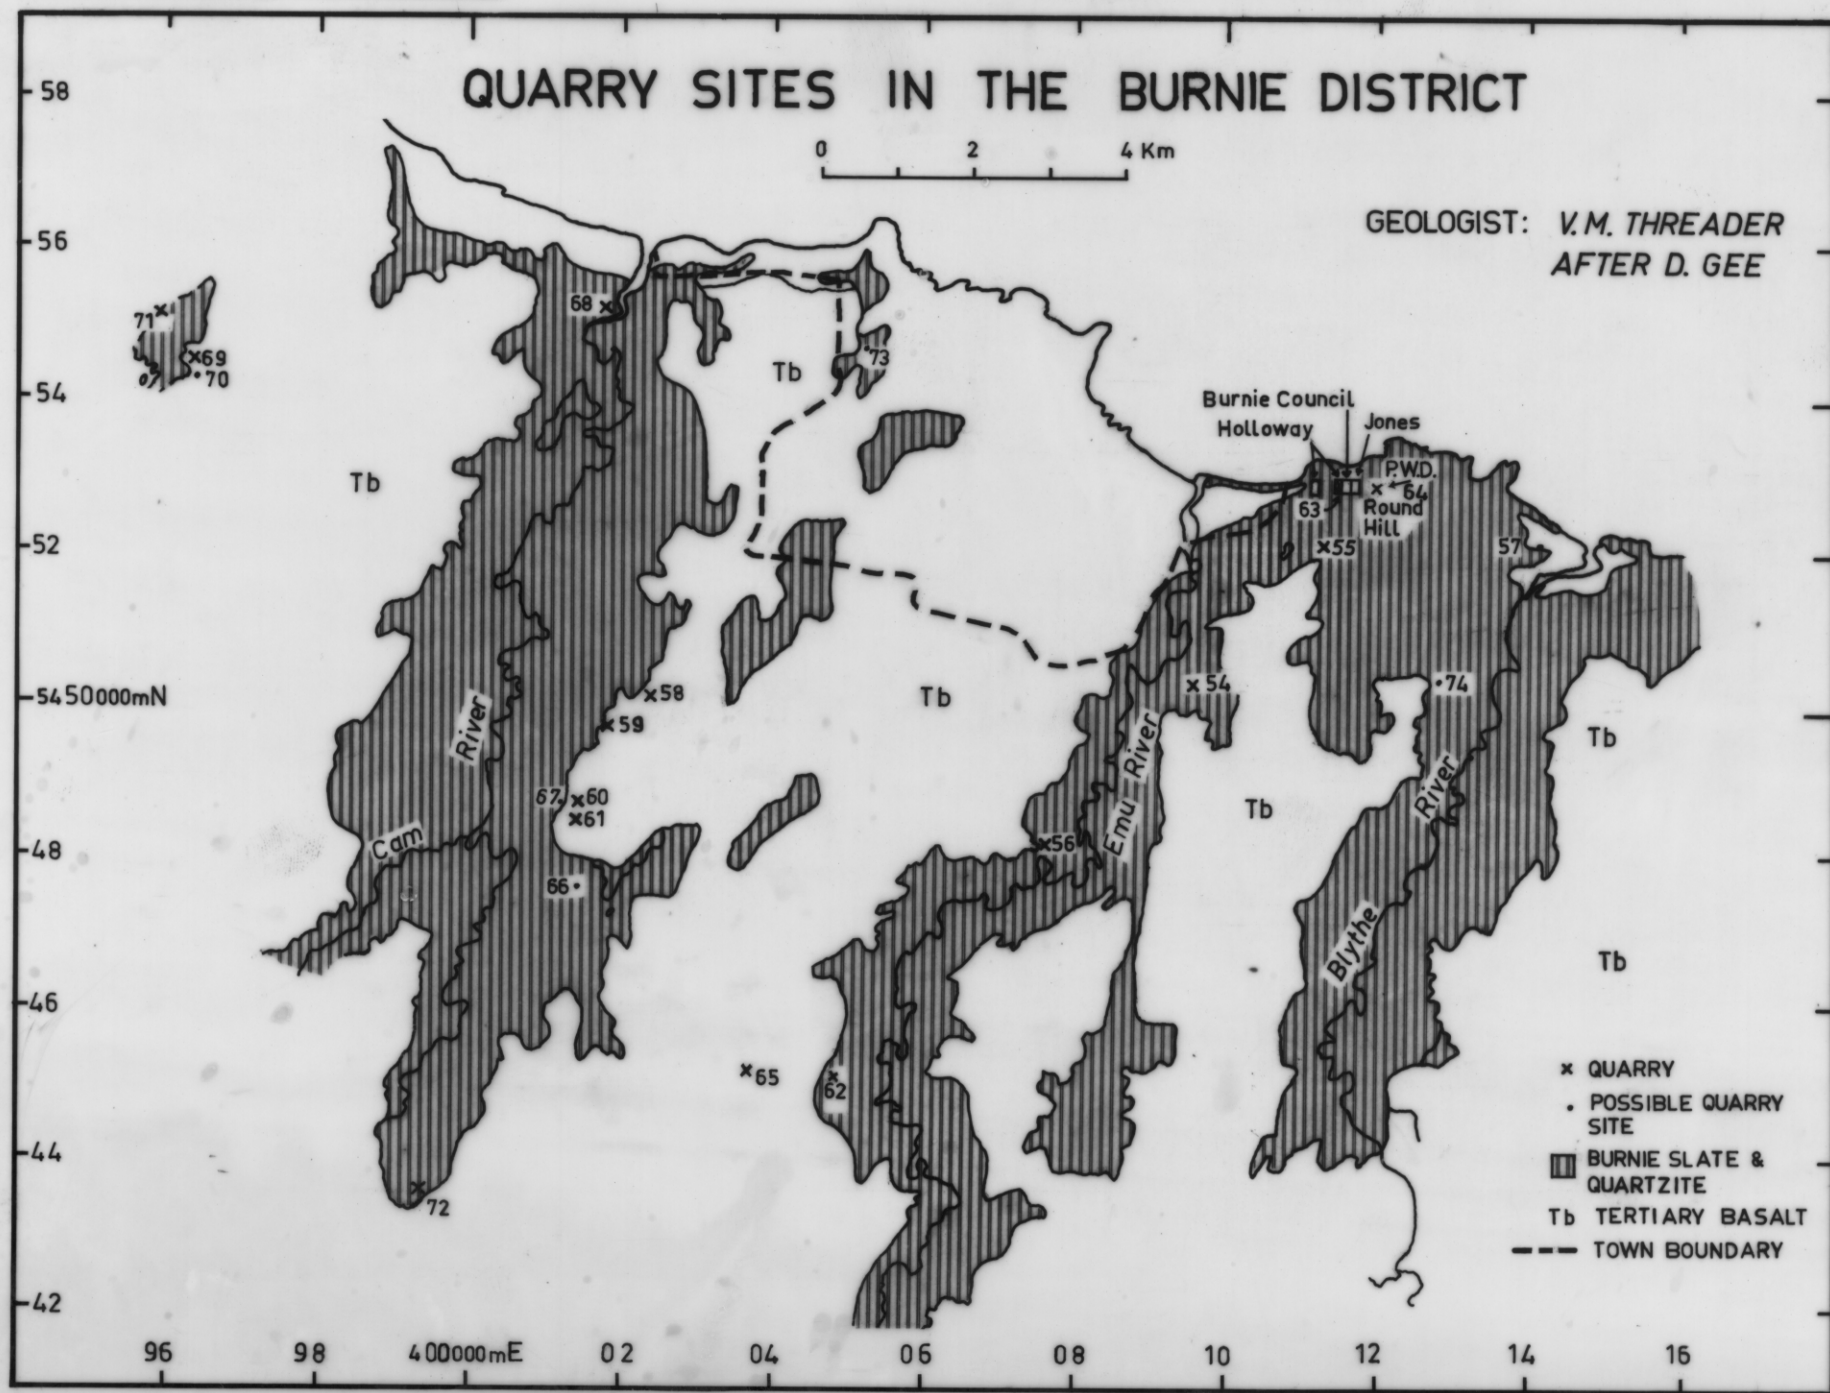 QUARRY SITES IN THE BURNIE DISTRICT
0 2 4 Km
GEOLOGIST: V.M. THREADER
AFTER D. GEE
58
56
54
52
5450000mN
48
46
44
42
96
98
400000mE
02
04
06
08
10
12
14
16
71
69
70
68
73
Tb
Tb
Burnie Council
Holloway
Jones
P.W.D.
64
63
Round
Hill
55
57
58
59
Tb
54
74
Tb
River
Emu River
River
67
60
61
Tb
Cam
56
66
Blythe
Tb
65
62
72
x QUARRY
. POSSIBLE QUARRY
SITE
BURNIE SLATE &
QUARTZITE
Tb TERTIARY BASALT
TOWN BOUNDARY